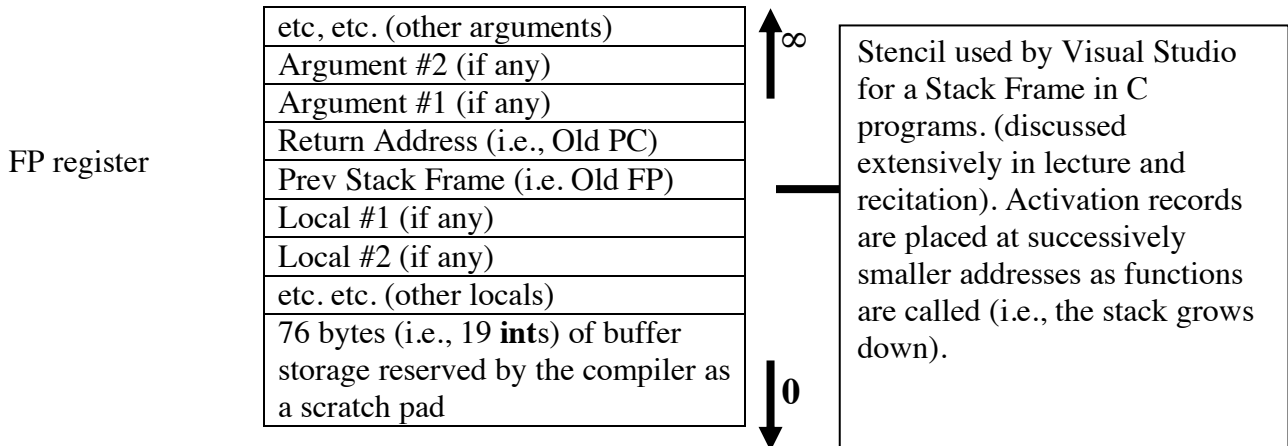 etc, etc. (other arguments)
Argument #2 (if any)
Argument #1 (if any)
Return Address (i.e., Old PC)
FP register
Prev Stack Frame (i.e. Old FP)
Local #1 (if any)
Local #2 (if any)
etc. etc. (other locals)
76 bytes (i.e., 19 ints) of buffer
storage reserved by the compiler as
a scratch pad
∞
0
Stencil used by Visual Studio
for a Stack Frame in C
programs. (discussed
extensively in lecture and
recitation). Activation records
are placed at successively
smaller addresses as functions
are called (i.e., the stack grows
down).